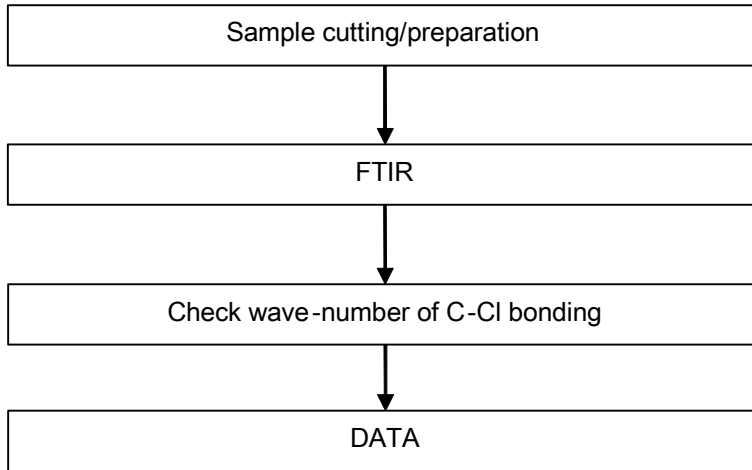 Sample cutting/preparation
FTIR
Check wave-number of C-Cl bonding
DATA